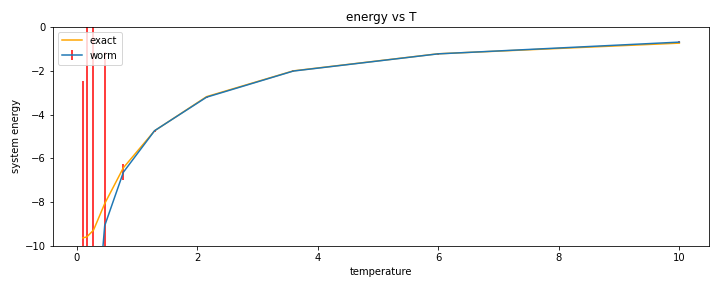 energy vs T
exact
worm
system energy
0
−2
−4
−6
−8
−10
0
2
4
6
8
10
temperature